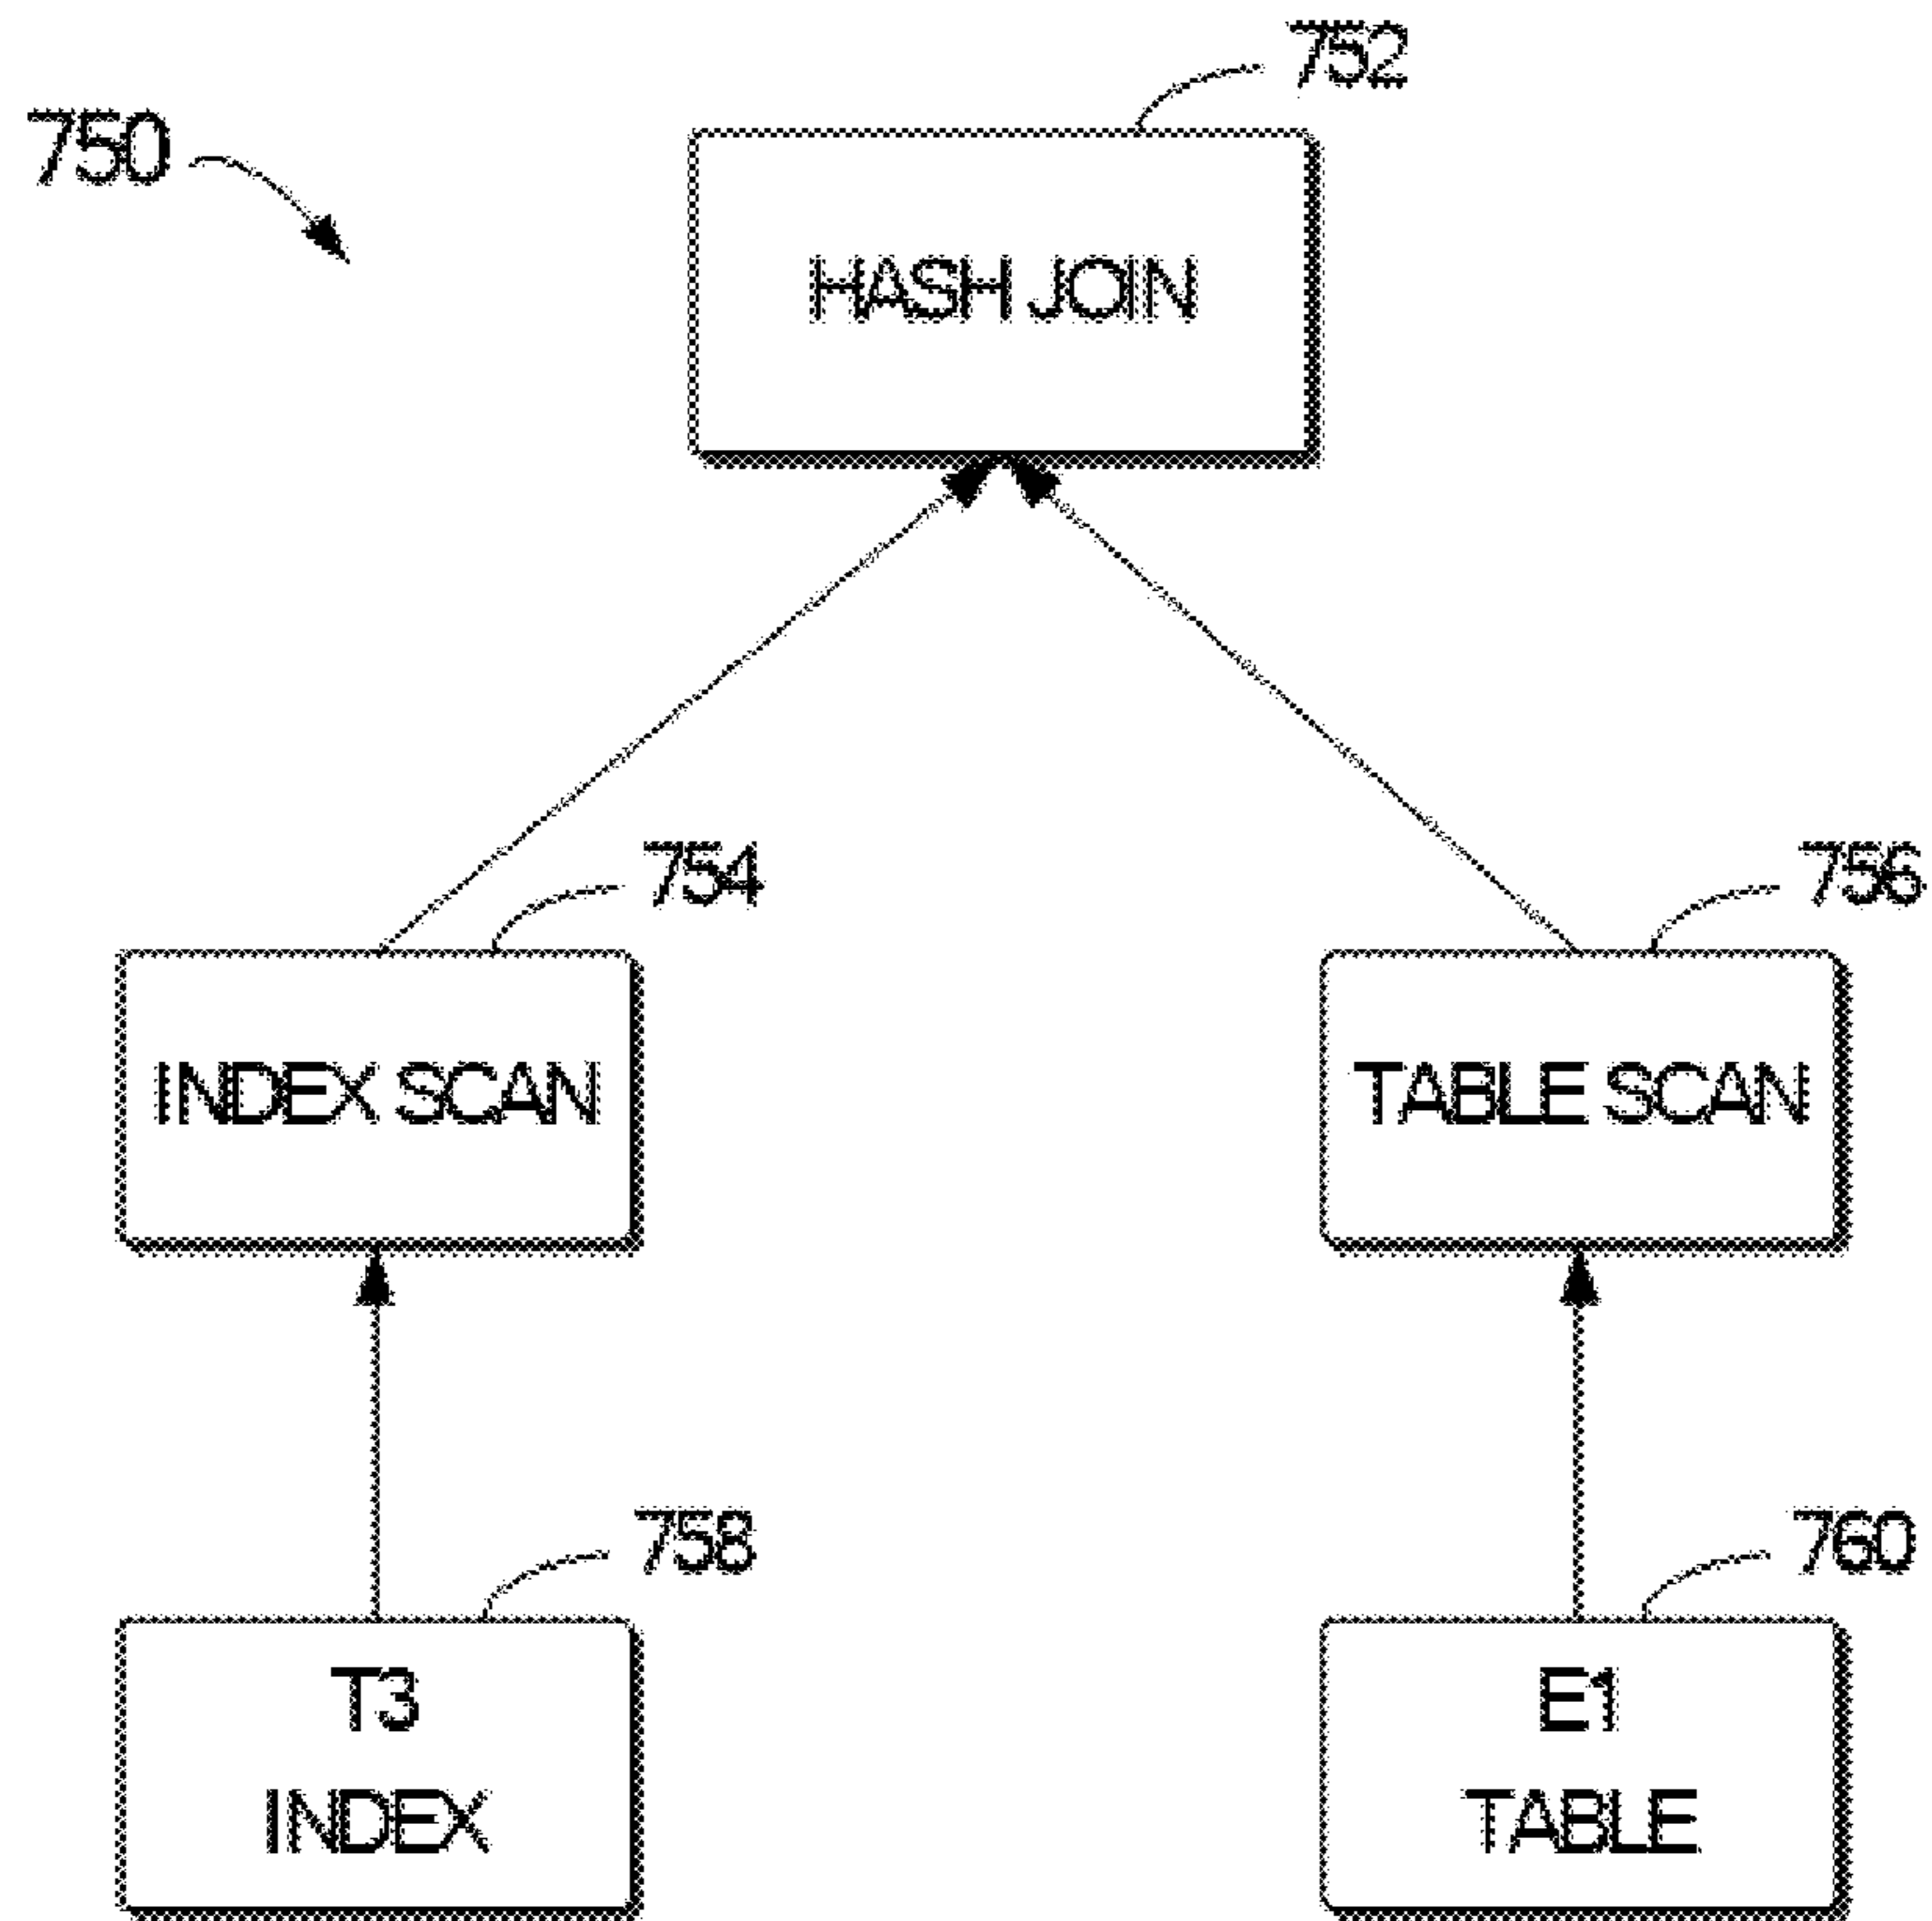 752
750
HASH JOIN
754
756
INDEX SCAN
TABLE SCAN
758
760
T3
INDEX
E1
TABLE